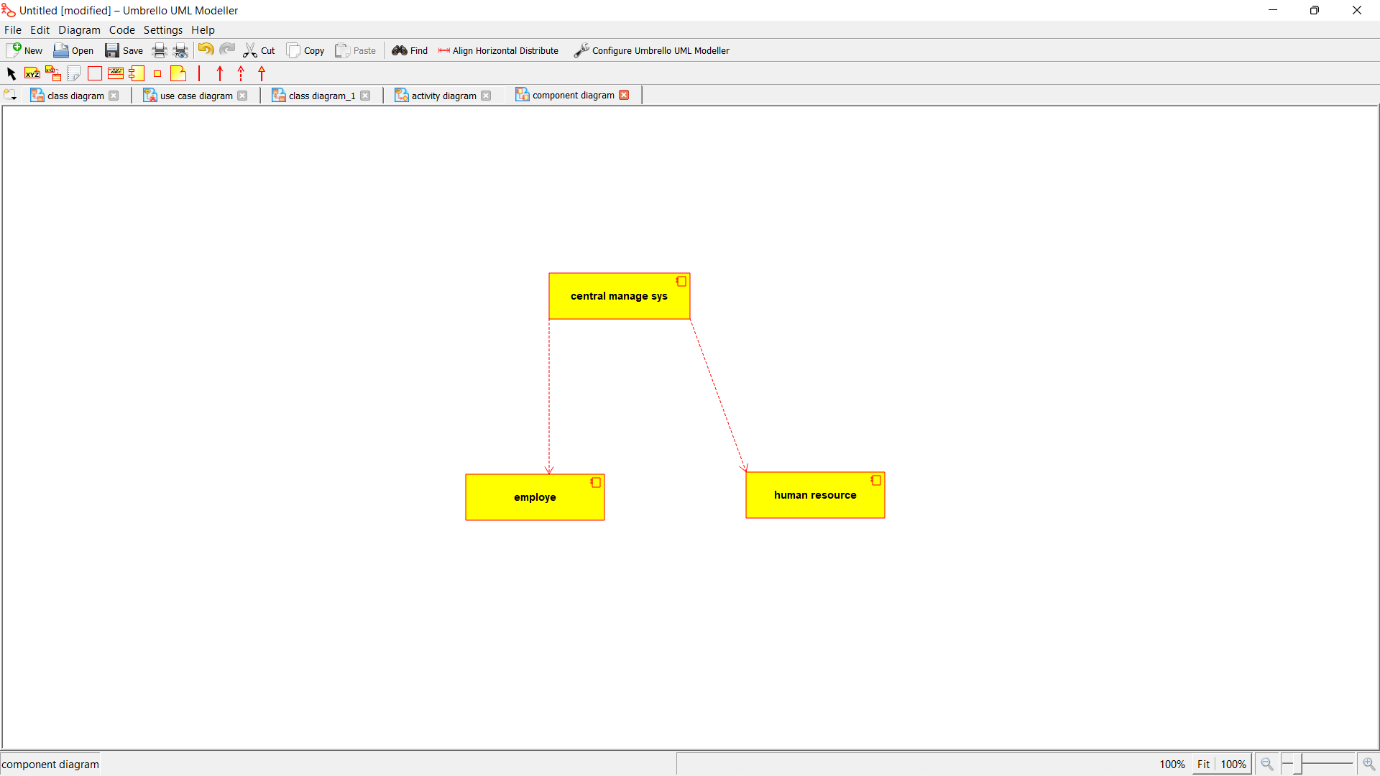 Untitled [modified] – Umbrello UML Modeller
File Edit Diagram Code Settings Help
New Open Save Cut Copy Paste Find Align Horizontal Distribute Configure Umbrello UML Modeller
class diagram use case diagram class diagram_1 activity diagram component diagram
central manage sys
employe
human resource
component diagram 100% Fit 100%